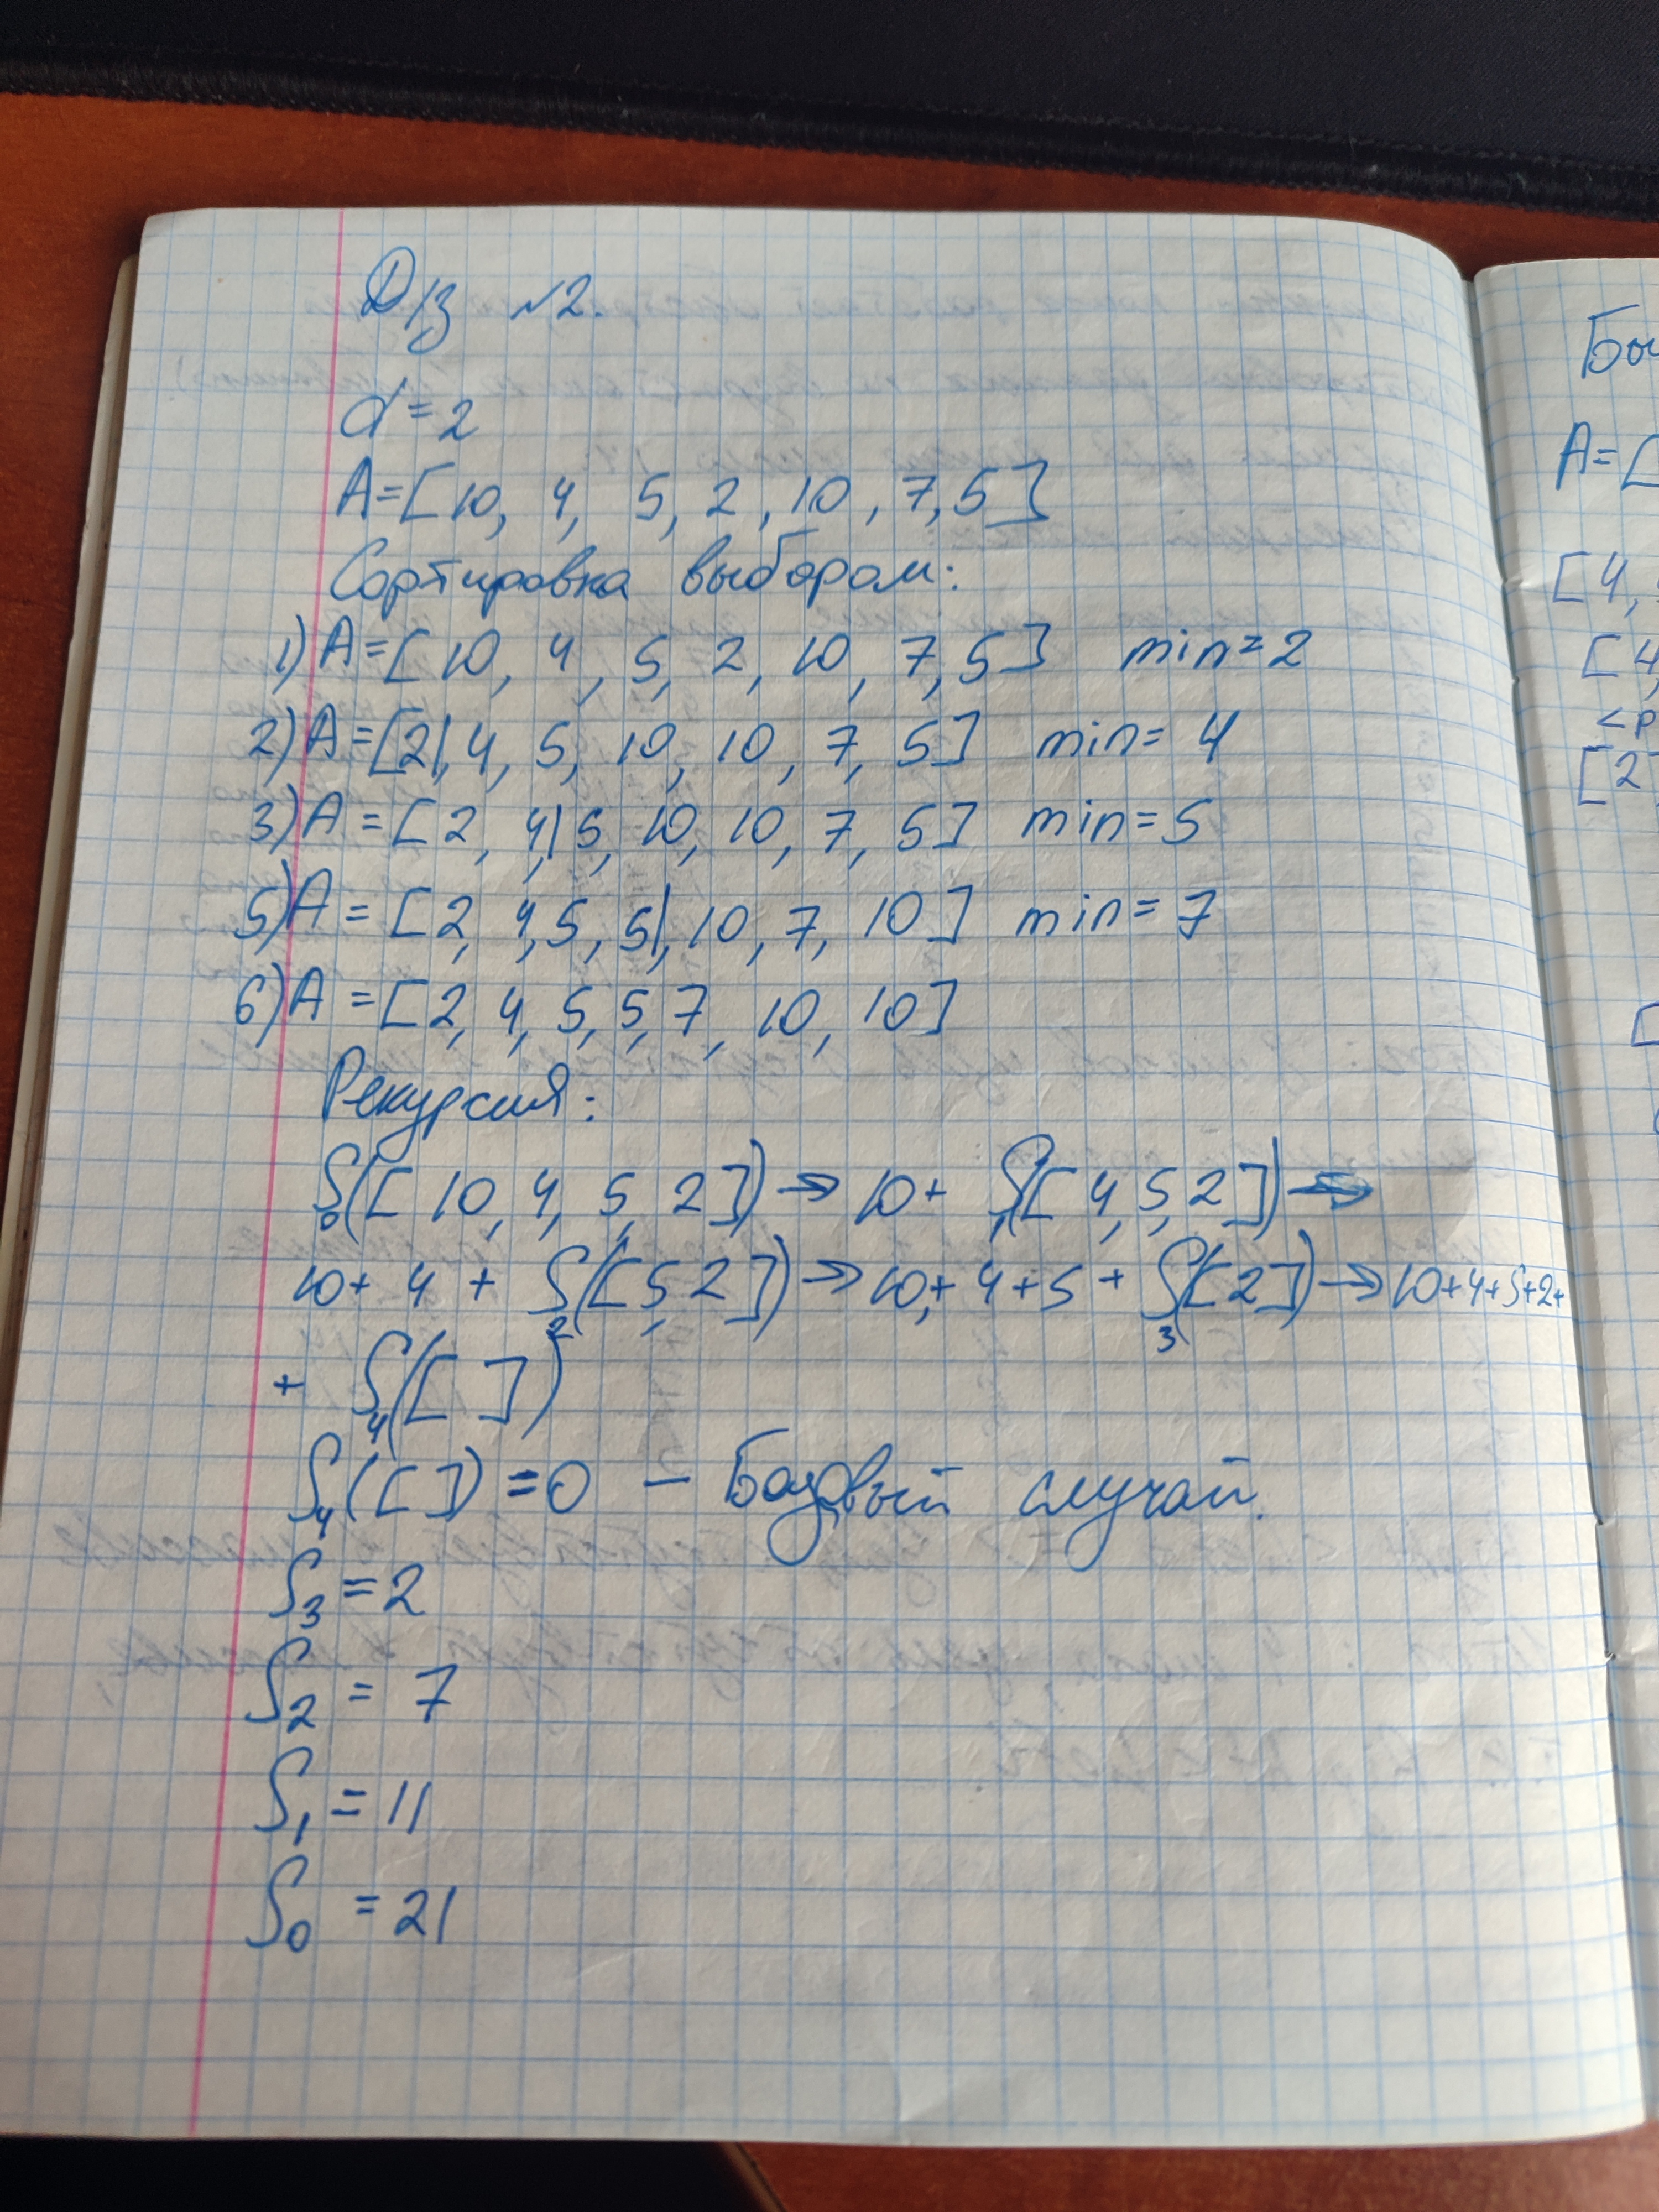 Д/з №2.
d=2
A=[10, 4, 5, 2, 10, 7, 5]
Сортировка выбором:
1) A=[10, 4, 5, 2, 10, 7, 5] min=2
2) A=[2|, 4, 5, 10, 10, 7, 5] min=4
3) A=[2, 4,|5, 10, 10, 7, 5] min=5
5) A=[2, 4, 5, 5|, 10, 7, 10] min=7
6) A=[2, 4, 5, 5, 7, 10, 10]
Рекурсия:
S₀([10, 4, 5, 2]) → 10+ S₁([4, 5, 2]) →
10+ 4 + S₂([5, 2]) → 10+ 4+5 + S₃([2]) → 10+4+5+2+
+ S₄([ ])
S₄([ ]) =0 – Базовый случай.
S₃ =2
S₂ = 7
S₁ = 11
S₀ = 21
A=[
[4,
[4,
[2
[